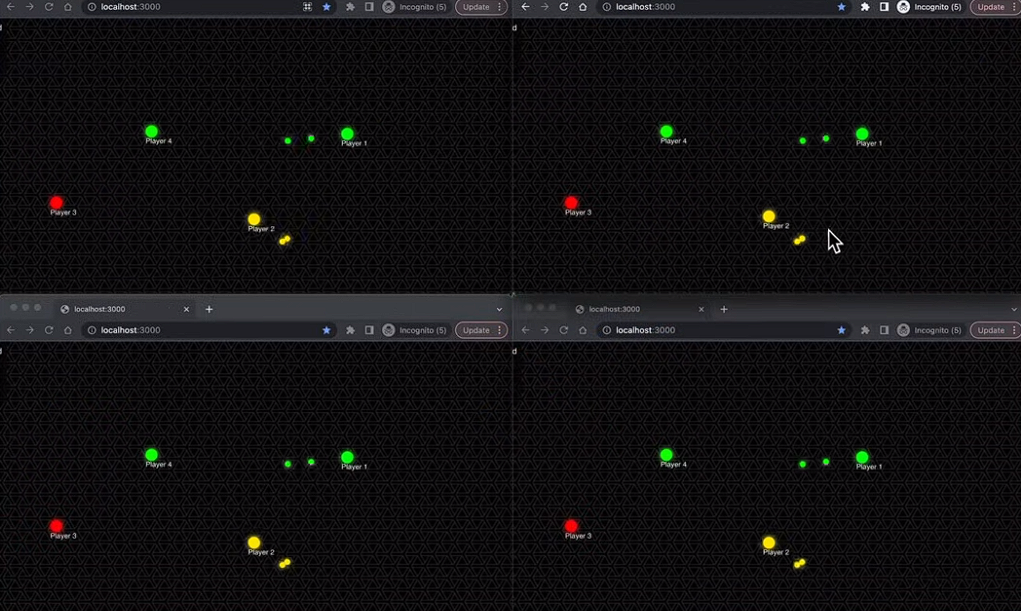 localhost:3000
Incognito (5)
Update
localhost:3000
Incognito (5)
Update
d
d
Player 4
Player 1
Player 4
Player 1
Player 3
Player 2
Player 3
Player 2
localhost:3000
localhost:3000
localhost:3000
Incognito (5)
Update
localhost:3000
Incognito (5)
Update
d
Player 4
Player 1
Player 4
Player 1
Player 3
Player 2
Player 3
Player 2